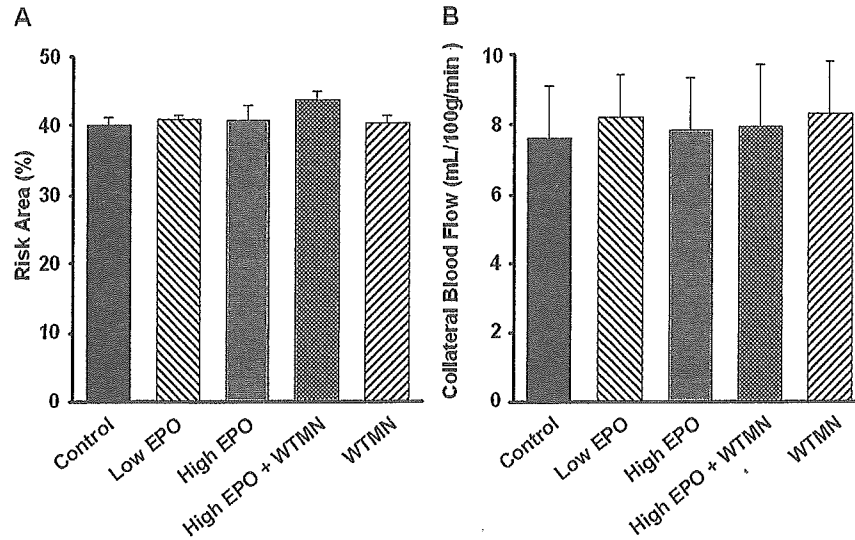 A
Risk Area (%)
50
40
30
20
10
0
Control
Low EPO
High EPO
High EPO + WTMN
WTMN
B
Collateral Blood Flow (mL/100g/min )
10
8
6
4
2
0
Control
Low EPO
High EPO
High EPO + WTMN
WTMN